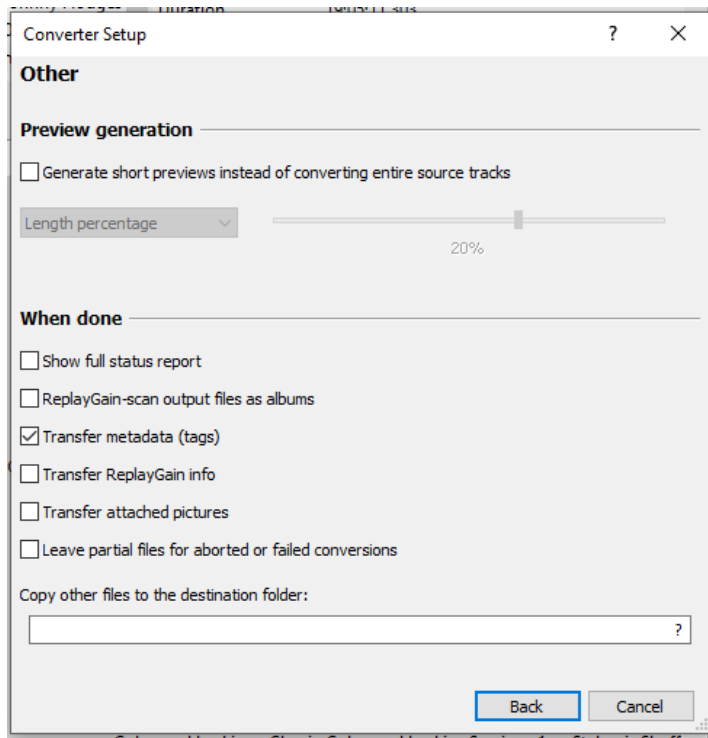 Duration
Converter Setup
?
Other
Preview generation
Generate short previews instead of converting entire source tracks
Length percentage
20%
When done
Show full status report
ReplayGain-scan output files as albums
Transfer metadata (tags)
Transfer ReplayGain info
Transfer attached pictures
Leave partial files for aborted or failed conversions
Copy other files to the destination folder:
?
Back
Cancel